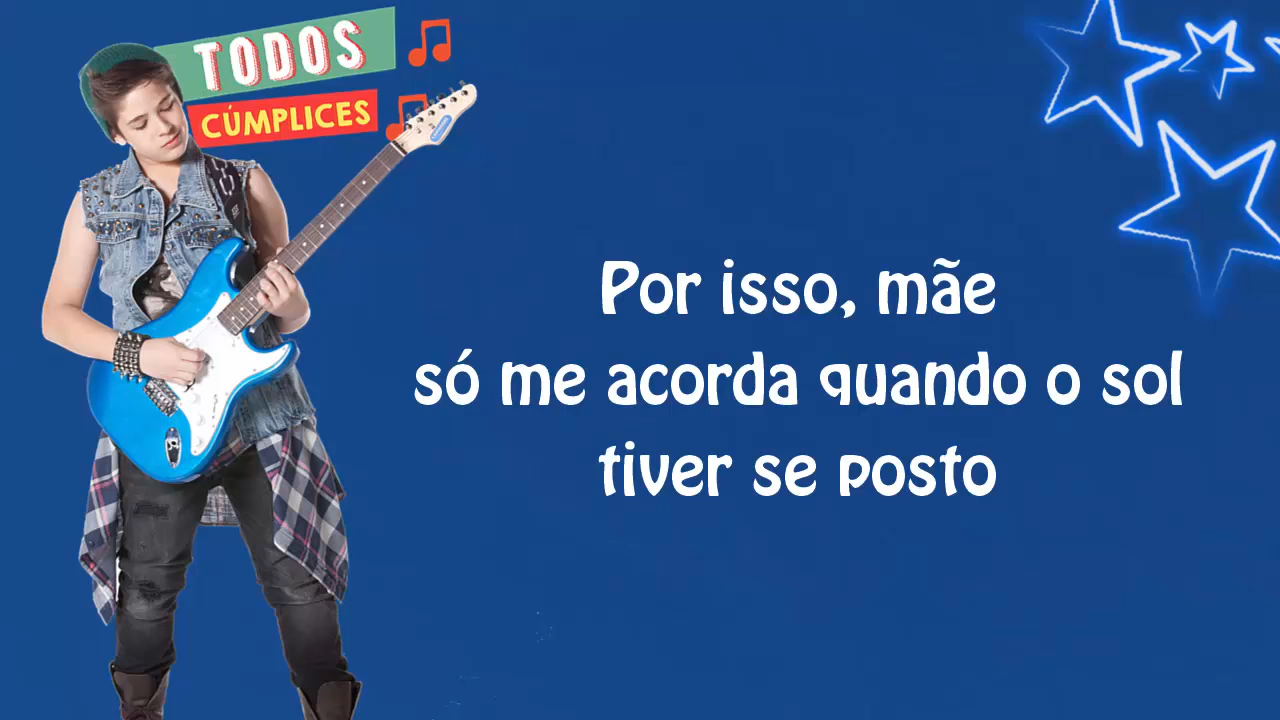 TODOS
CÚMPLICES
Por isso, mãe
só me acorda quando o sol
tiver se posto